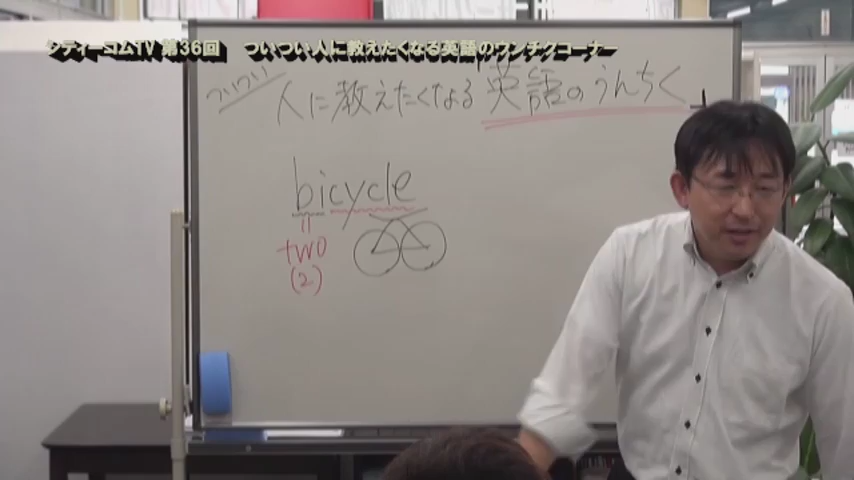 シティーコムTV 第36回 ついつい人に教えたくなる英語のウンチクコーナー
ついつい
人に教えたくなる英語のうんちく
bicycle
two
(2)